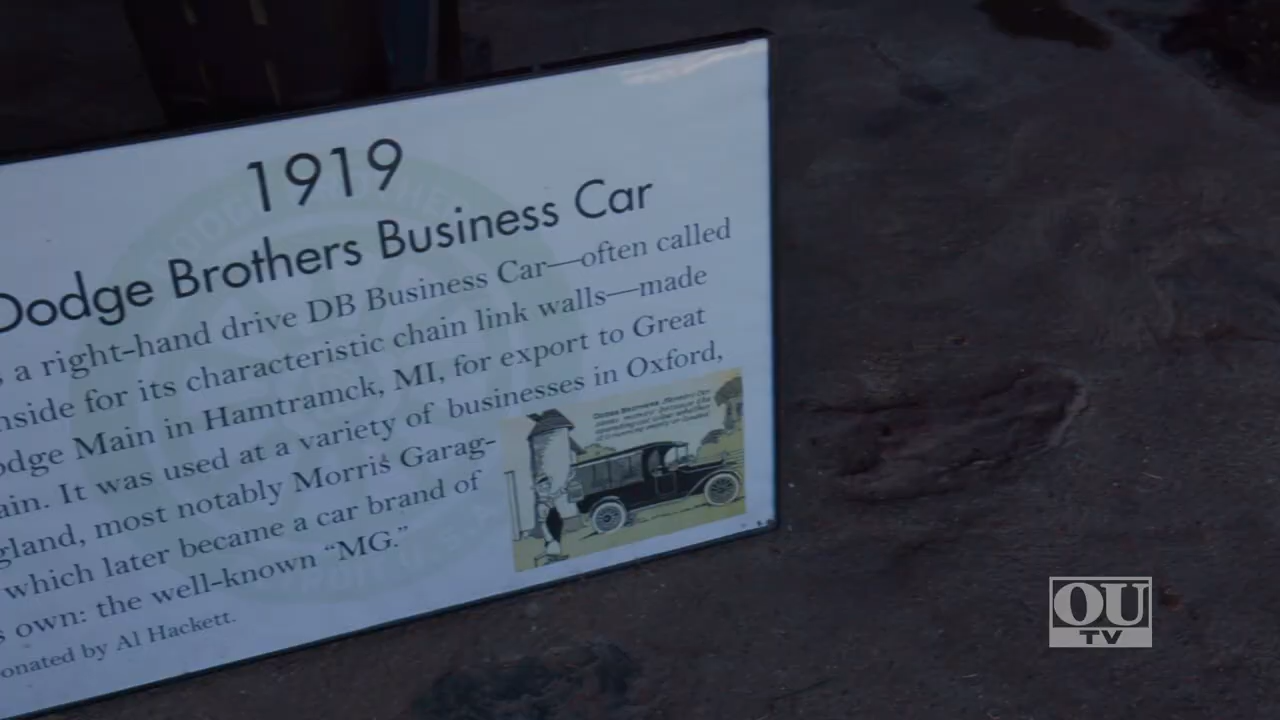 1919
Dodge Brothers Business Car
a right-hand drive DB Business Car—often called
nside for its characteristic chain link walls—made
odge Main in Hamtramck, MI, for export to Great
ain. It was used at a variety of businesses in Oxford,
gland, most notably Morris Garag-
which later became a car brand of
s own: the well-known “MG.”
onated by Al Hackett.
OU
TV